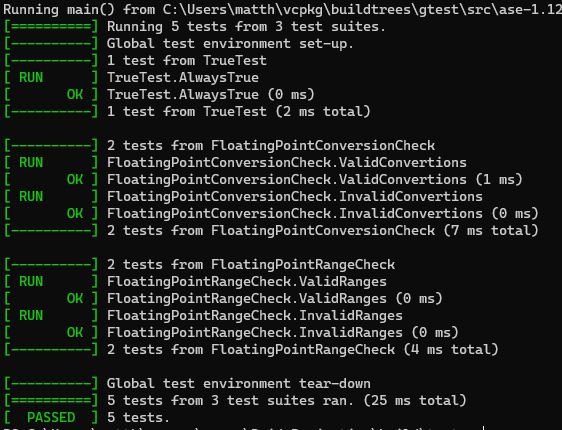 Running main() from C:\Users\matth\vcpkg\buildtrees\gtest\src\ase-1.12
[==========] Running 5 tests from 3 test suites.
[----------] Global test environment set-up.
[----------] 1 test from TrueTest
[ RUN      ] TrueTest.AlwaysTrue
[       OK ] TrueTest.AlwaysTrue (0 ms)
[----------] 1 test from TrueTest (2 ms total)

[----------] 2 tests from FloatingPointConversionCheck
[ RUN      ] FloatingPointConversionCheck.ValidConvertions
[       OK ] FloatingPointConversionCheck.ValidConvertions (1 ms)
[ RUN      ] FloatingPointConversionCheck.InvalidConvertions
[       OK ] FloatingPointConversionCheck.InvalidConvertions (0 ms)
[----------] 2 tests from FloatingPointConversionCheck (7 ms total)

[----------] 2 tests from FloatingPointRangeCheck
[ RUN      ] FloatingPointRangeCheck.ValidRanges
[       OK ] FloatingPointRangeCheck.ValidRanges (0 ms)
[ RUN      ] FloatingPointRangeCheck.InvalidRanges
[       OK ] FloatingPointRangeCheck.InvalidRanges (0 ms)
[----------] 2 tests from FloatingPointRangeCheck (4 ms total)

[----------] Global test environment tear-down
[==========] 5 tests from 3 test suites ran. (25 ms total)
[  PASSED  ] 5 tests.